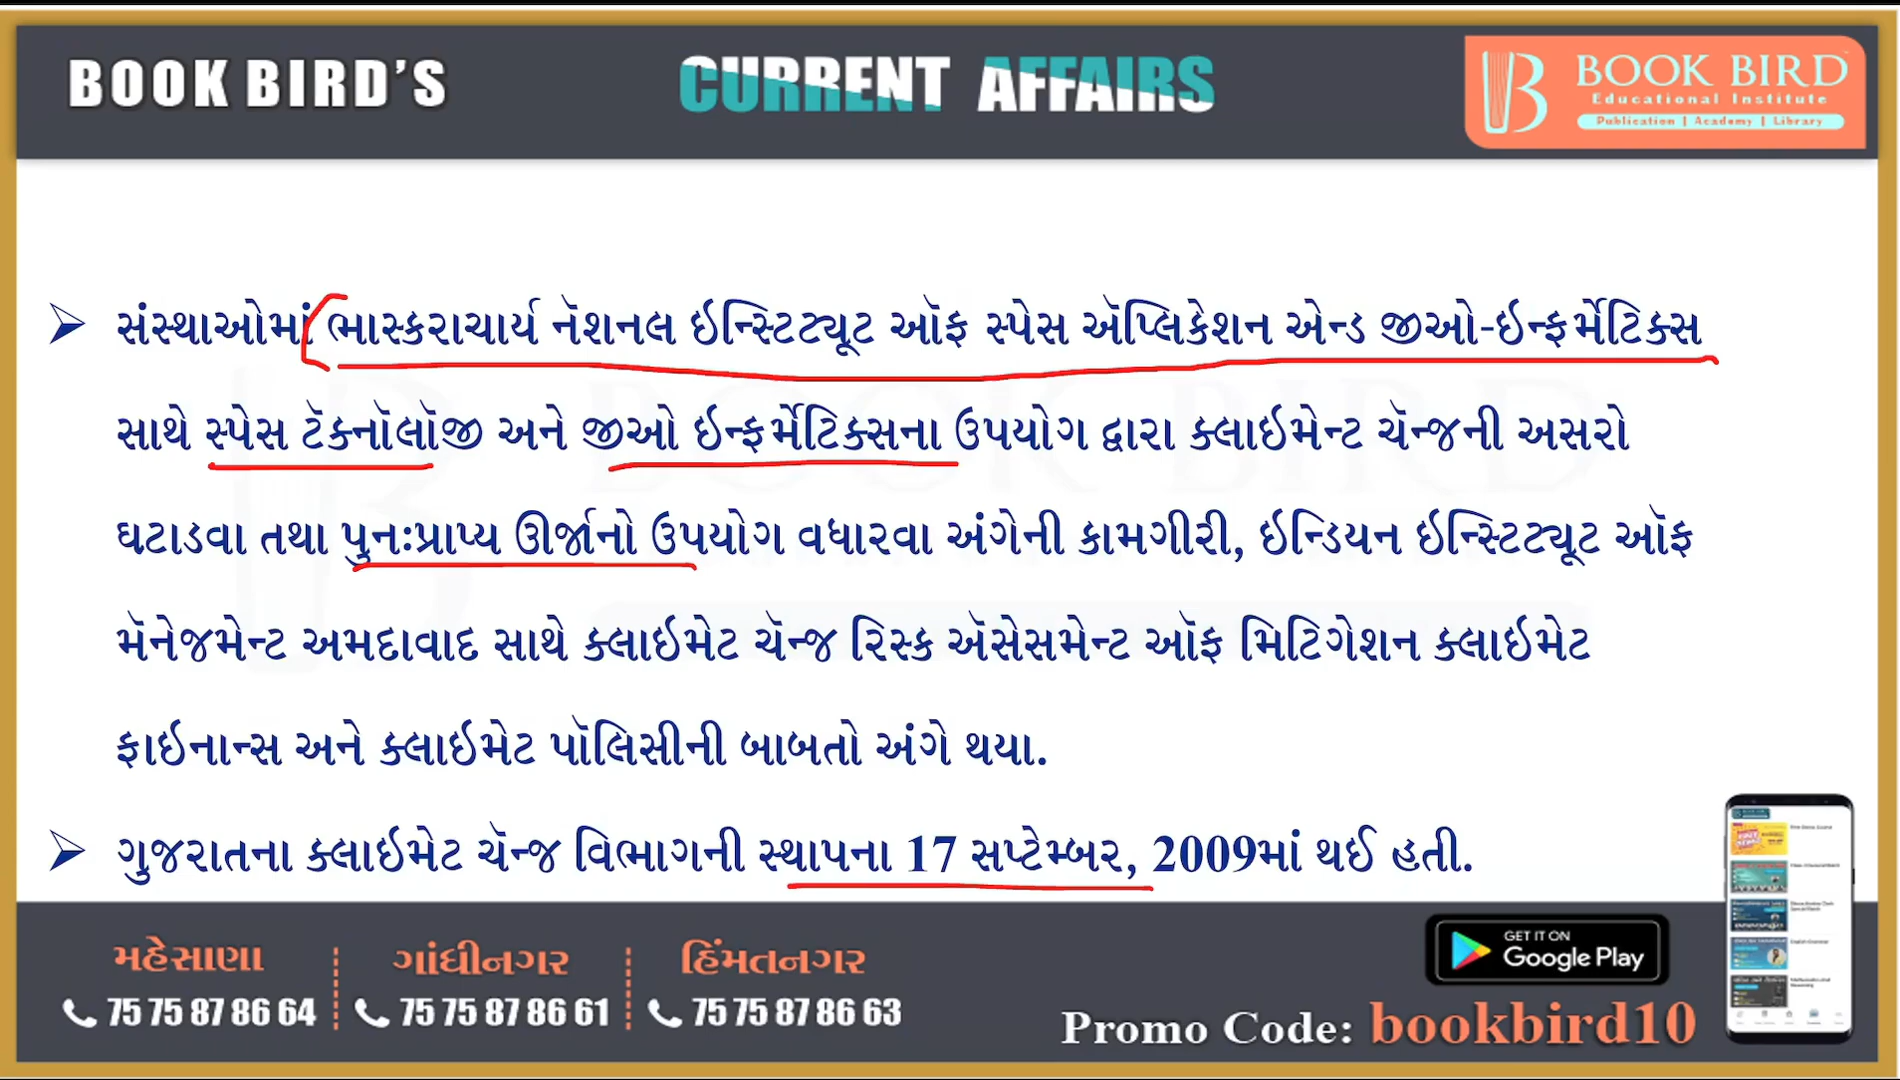 BOOK BIRD'S
CURRENT AFFAIRS
BOOK BIRD
Educational Institute
Publication | Academy | Library
➢ સંસ્થાઓમાં ભાસ્કરાચાર્ય નૅશનલ ઇન્સ્ટિટ્યૂટ ઑફ સ્પેસ ઍપ્લિકેશન એન્ડ જીઓ-ઇન્ફર્મેટિક્સ
સાથે સ્પેસ ટૅક્નૉલૉજી અને જીઓ ઇન્ફર્મેટિક્સના ઉપયોગ દ્વારા ક્લાઇમેન્ટ ચૅન્જની અસરો
ઘટાડવા તથા પુનઃપ્રાપ્ય ઊર્જાનો ઉપયોગ વધારવા અંગેની કામગીરી, ઇન્ડિયન ઇન્સ્ટિટ્યૂટ ઑફ
મૅનેજમેન્ટ અમદાવાદ સાથે ક્લાઇમેટ ચૅન્જ રિસ્ક ઍસેસમેન્ટ ઑફ મિટિગેશન ક્લાઇમેટ
ફાઇનાન્સ અને ક્લાઇમેટ પૉલિસીની બાબતો અંગે થયા.
➢ ગુજરાતના ક્લાઇમેટ ચૅન્જ વિભાગની સ્થાપના 17 સપ્ટેમ્બર, 2009માં થઈ હતી.
મહેસાણા
75 75 87 86 64
ગાંધીનગર
75 75 87 86 61
હિંમતનગર
75 75 87 86 63
GET IT ON
Google Play
Promo Code: bookbird10